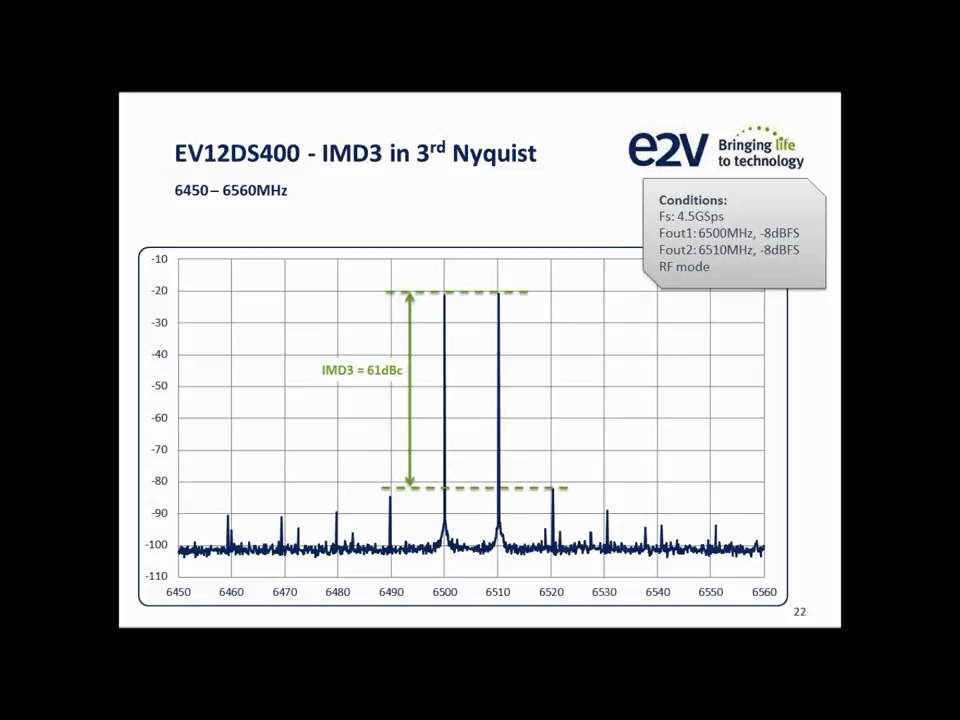 EV12DS400 - IMD3 in 3rd Nyquist
6450 – 6560MHz
e2v
Bringing life
to technology
Conditions:
Fs: 4.5GSps
Fout1: 6500MHz, -8dBFS
Fout2: 6510MHz, -8dBFS
RF mode
-10
-20
-30
-40
-50
-60
-70
-80
-90
-100
-110
IMD3 = 61dBc
6450 6460 6470 6480 6490 6500 6510 6520 6530 6540 6550 6560
22